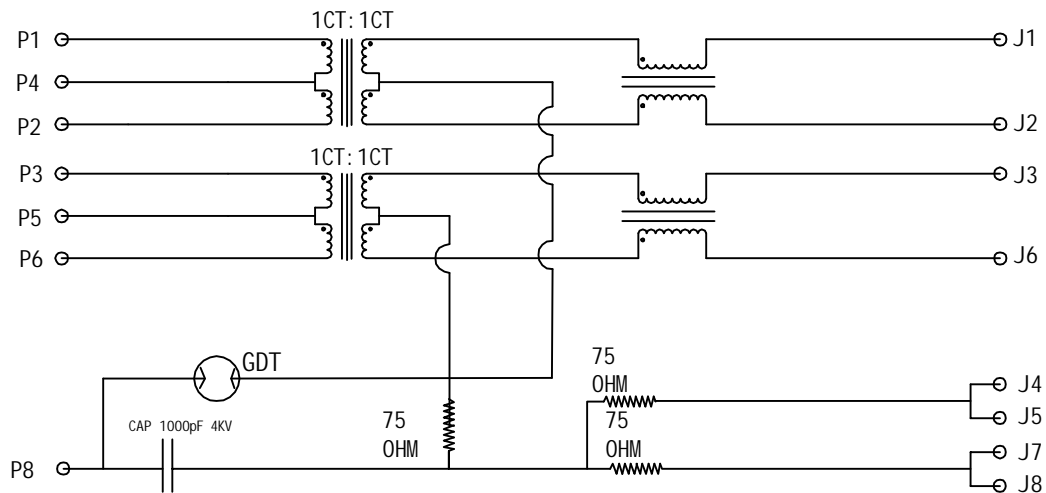 1CT: 1CT
P1
J1
P4
P2
J2
1CT: 1CT
P3
J3
P5
P6
J6
GDT
75
OHM
J4
CAP 1000pF 4KV
75
OHM
75
OHM
J5
J7
P8
J8